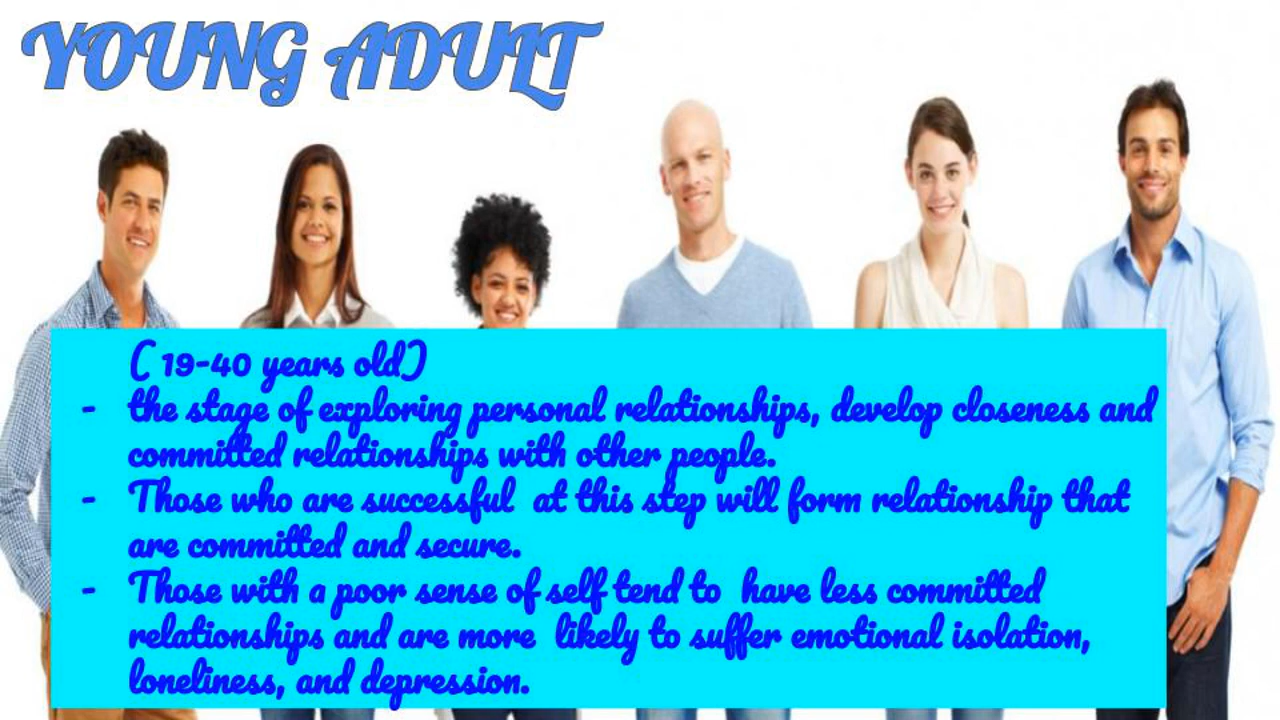 YOUNG ADULT
( 19-40 years old)
- the stage of exploring personal relationships, develop closeness and
committed relationships with other people.
- Those who are successful at this step will form relationship that
are committed and secure.
- Those with a poor sense of self tend to have less committed
relationships and are more likely to suffer emotional isolation,
loneliness, and depression.